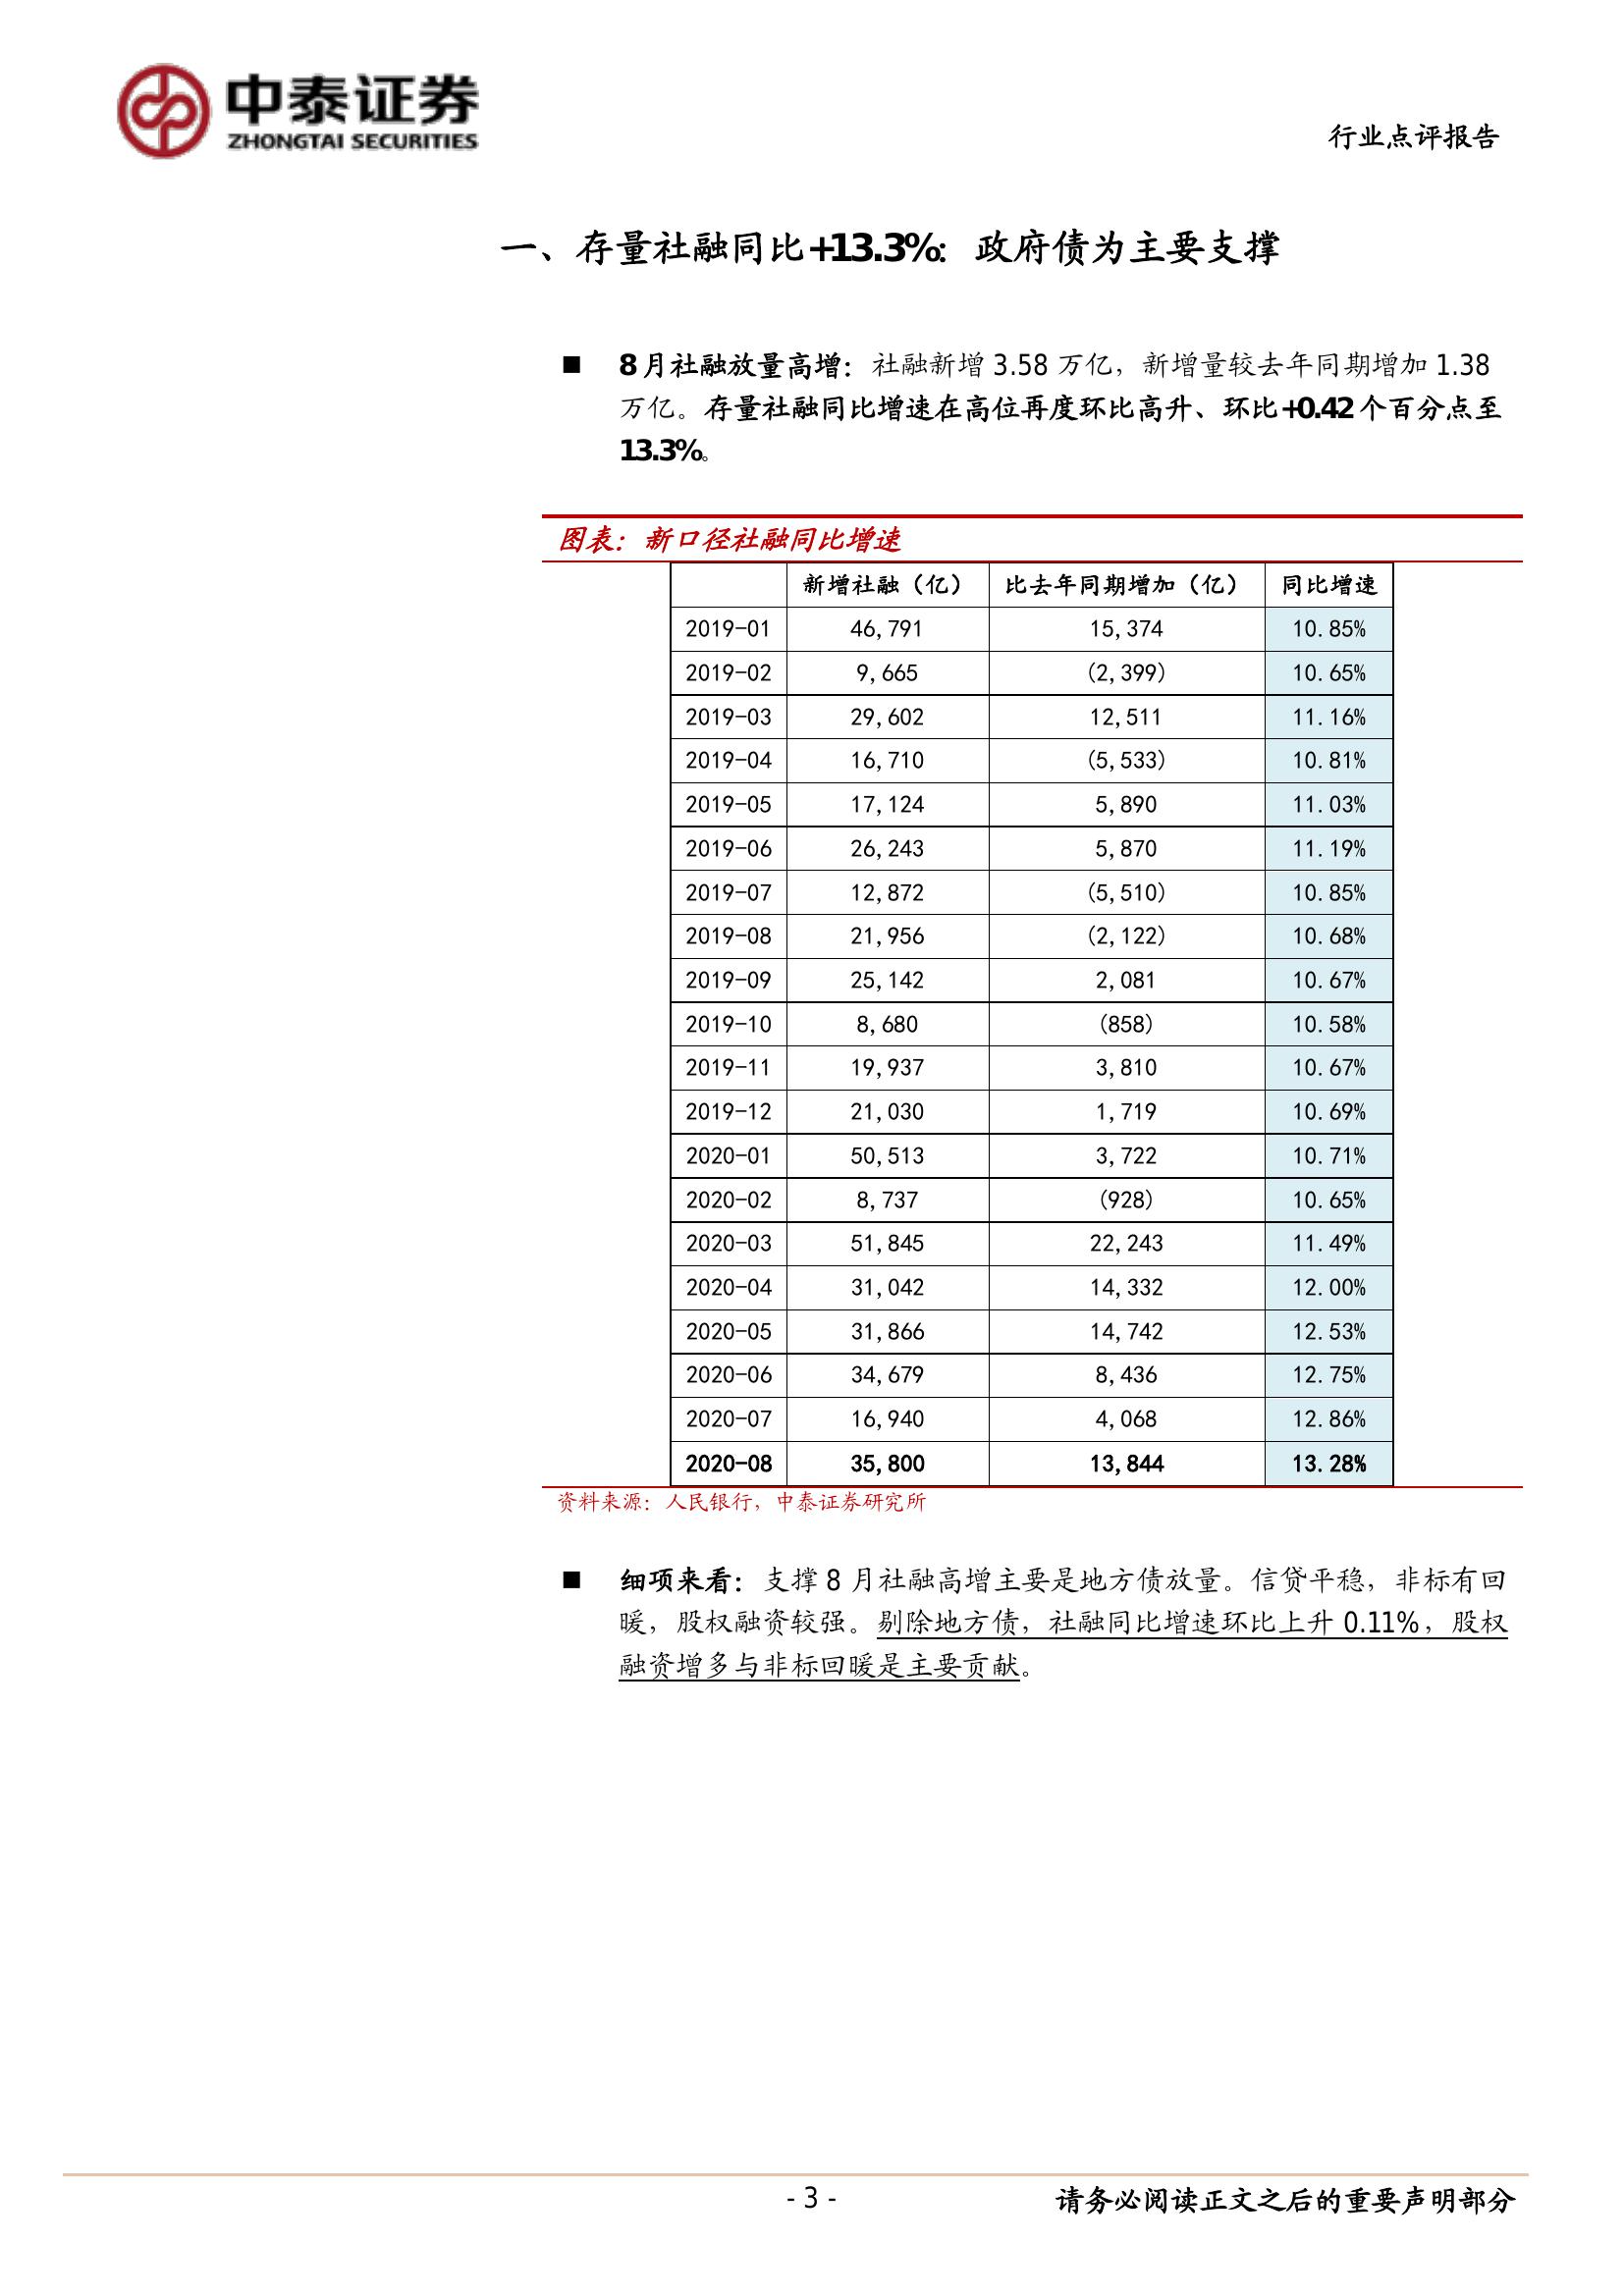 中泰证券
ZHONGTAI SECURITIES
行业点评报告
一、存量社融同比+13.3%：政府债为主要支撑
■ 8月社融放量高增：社融新增 3.58 万亿，新增量较去年同期增加 1.38
万亿。存量社融同比增速在高位再度环比高升、环比+0.42 个百分点至
13.3%。
图表：新口径社融同比增速
新增社融（亿） 比去年同期增加（亿） 同比增速
2019-01 46,791 15,374 10.85%
2019-02 9,665 (2,399) 10.65%
2019-03 29,602 12,511 11.16%
2019-04 16,710 (5,533) 10.81%
2019-05 17,124 5,890 11.03%
2019-06 26,243 5,870 11.19%
2019-07 12,872 (5,510) 10.85%
2019-08 21,956 (2,122) 10.68%
2019-09 25,142 2,081 10.67%
2019-10 8,680 (858) 10.58%
2019-11 19,937 3,810 10.67%
2019-12 21,030 1,719 10.69%
2020-01 50,513 3,722 10.71%
2020-02 8,737 (928) 10.65%
2020-03 51,845 22,243 11.49%
2020-04 31,042 14,332 12.00%
2020-05 31,866 14,742 12.53%
2020-06 34,679 8,436 12.75%
2020-07 16,940 4,068 12.86%
2020-08 35,800 13,844 13.28%
资料来源：人民银行，中泰证券研究所
■ 细项来看：支撑 8 月社融高增主要是地方债放量。信贷平稳，非标有回
暖，股权融资较强。剔除地方债，社融同比增速环比上升 0.11%，股权
融资增多与非标回暖是主要贡献。
- 3 -
请务必阅读正文之后的重要声明部分